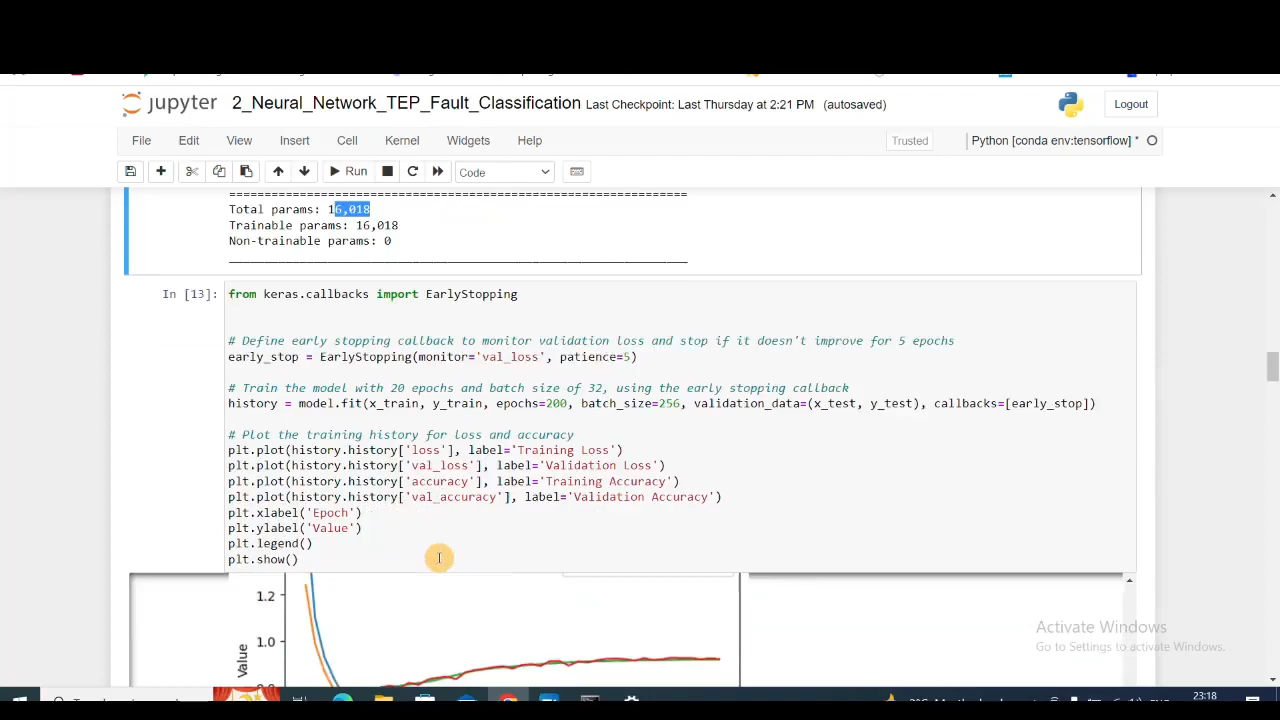 jupyter 2_Neural_Network_TEP_Fault_Classification Last Checkpoint: Last Thursday at 2:21 PM (autosaved) Logout
File Edit View Insert Cell Kernel Widgets Help Trusted Python [conda env:tensorflow] *
Run Code
=================================================================
Total params: 16,018
Trainable params: 16,018
Non-trainable params: 0
_________________________________________________________________
In [13]: from keras.callbacks import EarlyStopping
# Define early stopping callback to monitor validation loss and stop if it doesn't improve for 5 epochs
early_stop = EarlyStopping(monitor='val_loss', patience=5)
# Train the model with 20 epochs and batch size of 32, using the early stopping callback
history = model.fit(x_train, y_train, epochs=200, batch_size=256, validation_data=(x_test, y_test), callbacks=[early_stop])
# Plot the training history for loss and accuracy
plt.plot(history.history['loss'], label='Training Loss')
plt.plot(history.history['val_loss'], label='Validation Loss')
plt.plot(history.history['accuracy'], label='Training Accuracy')
plt.plot(history.history['val_accuracy'], label='Validation Accuracy')
plt.xlabel('Epoch')
plt.ylabel('Value')
plt.legend()
plt.show()
1.2
1.0
Value
Activate Windows
Go to Settings to activate Windows.
23:18